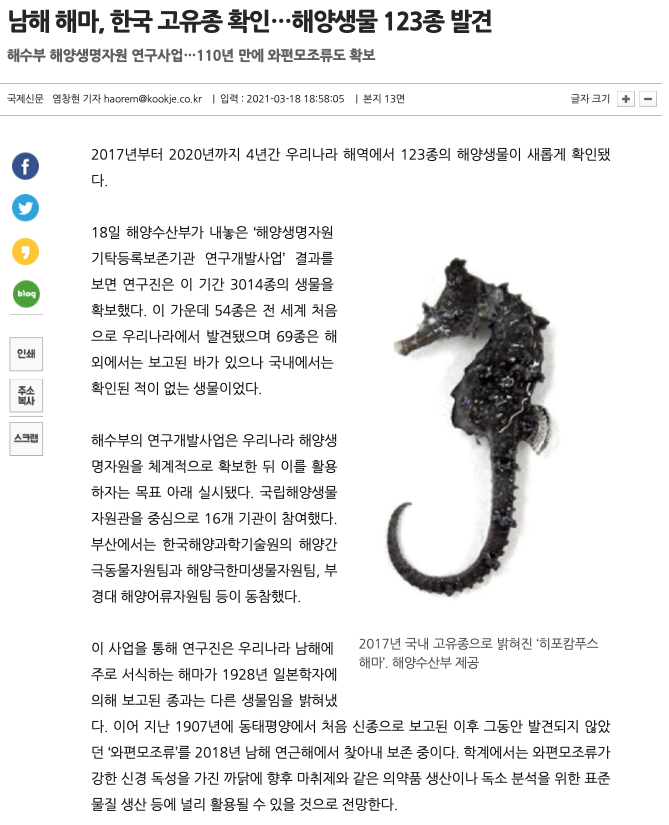 남해 해마, 한국 고유종 확인…해양생물 123종 발견
해수부 해양생명자원 연구사업…110년 만에 와편모조류도 확보
국제신문 염창현 기자 haorem@kookje.co.kr | 입력 : 2021-03-18 18:58:05 | 본지 13면
글자 크기 + -
2017년부터 2020년까지 4년간 우리나라 해역에서 123종의 해양생물이 새롭게 확인됐
다.
18일 해양수산부가 내놓은 ‘해양생명자원
기탁등록보존기관 연구개발사업’ 결과를
보면 연구진은 이 기간 3014종의 생물을
확보했다. 이 가운데 54종은 전 세계 처음
으로 우리나라에서 발견됐으며 69종은 해
외에서는 보고된 바가 있으나 국내에서는
확인된 적이 없는 생물이었다.
해수부의 연구개발사업은 우리나라 해양생
명자원을 체계적으로 확보한 뒤 이를 활용
하자는 목표 아래 실시됐다. 국립해양생물
자원관을 중심으로 16개 기관이 참여했다.
부산에서는 한국해양과학기술원의 해양간
극동물자원팀과 해양극한미생물자원팀, 부
경대 해양어류자원팀 등이 동참했다.
이 사업을 통해 연구진은 우리나라 남해에
주로 서식하는 해마가 1928년 일본학자에
의해 보고된 종과는 다른 생물임을 밝혀냈
다. 이어 지난 1907년에 동태평양에서 처음 신종으로 보고된 이후 그동안 발견되지 않았
던 ‘와편모조류’를 2018년 남해 연근해에서 찾아내 보존 중이다. 학계에서는 와편모조류가
강한 신경 독성을 가진 까닭에 향후 마취제와 같은 의약품 생산이나 독소 분석을 위한 표준
물질 생산 등에 널리 활용될 수 있을 것으로 전망한다.
2017년 국내 고유종으로 밝혀진 ‘히포캄푸스
해마’. 해양수산부 제공
f
blog
인쇄
주소
복사
스크랩